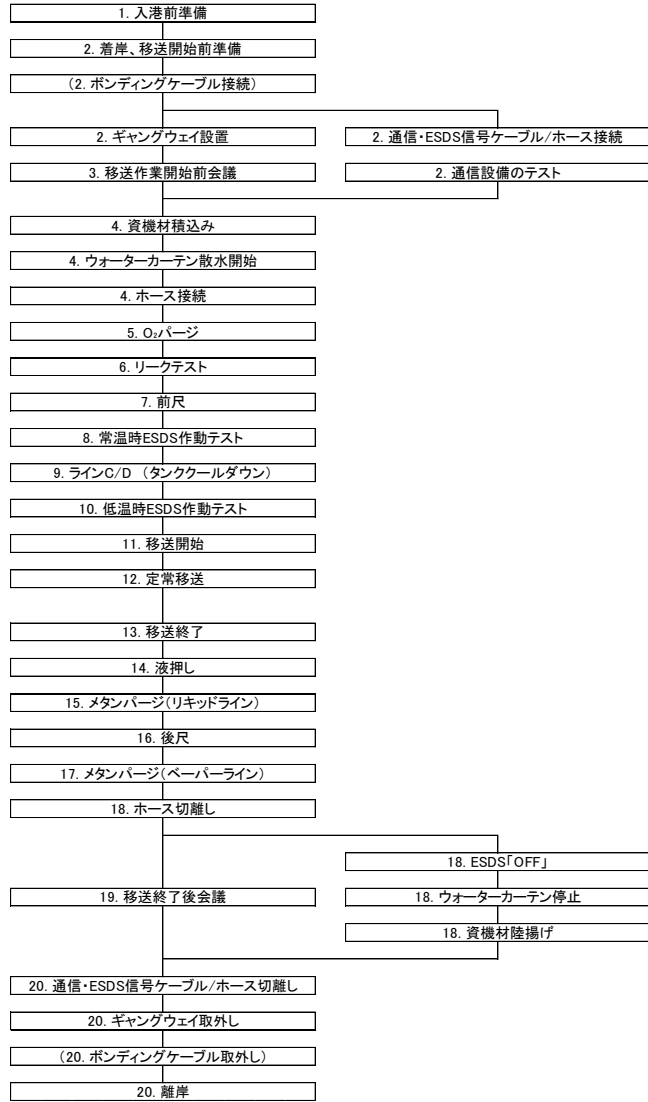 1. 入港前準備
2. 着岸、移送開始前準備
(2. ボンディングケーブル接続)
2. ギャングウェイ設置
2. 通信・ESDS信号ケーブル/ホース接続
3. 移送作業開始前会議
2. 通信設備のテスト
4. 資機材積込み
4. ウォーターカーテン散水開始
4. ホース接続
5. O₂パージ
6. リークテスト
7. 前尺
8. 常温時ESDS作動テスト
9. ラインC/D (タンククールダウン)
10. 低温時ESDS作動テスト
11. 移送開始
12. 定常移送
13. 移送終了
14. 液押し
15. メタンパージ(リキッドライン)
16. 後尺
17. メタンパージ(ベーパーライン)
18. ホース切離し
18. ESDS「OFF」
19. 移送終了後会議
18. ウォーターカーテン停止
18. 資機材陸揚げ
20. 通信・ESDS信号ケーブル/ホース切離し
20. ギャングウェイ取外し
(20. ボンディングケーブル取外し)
20. 離岸